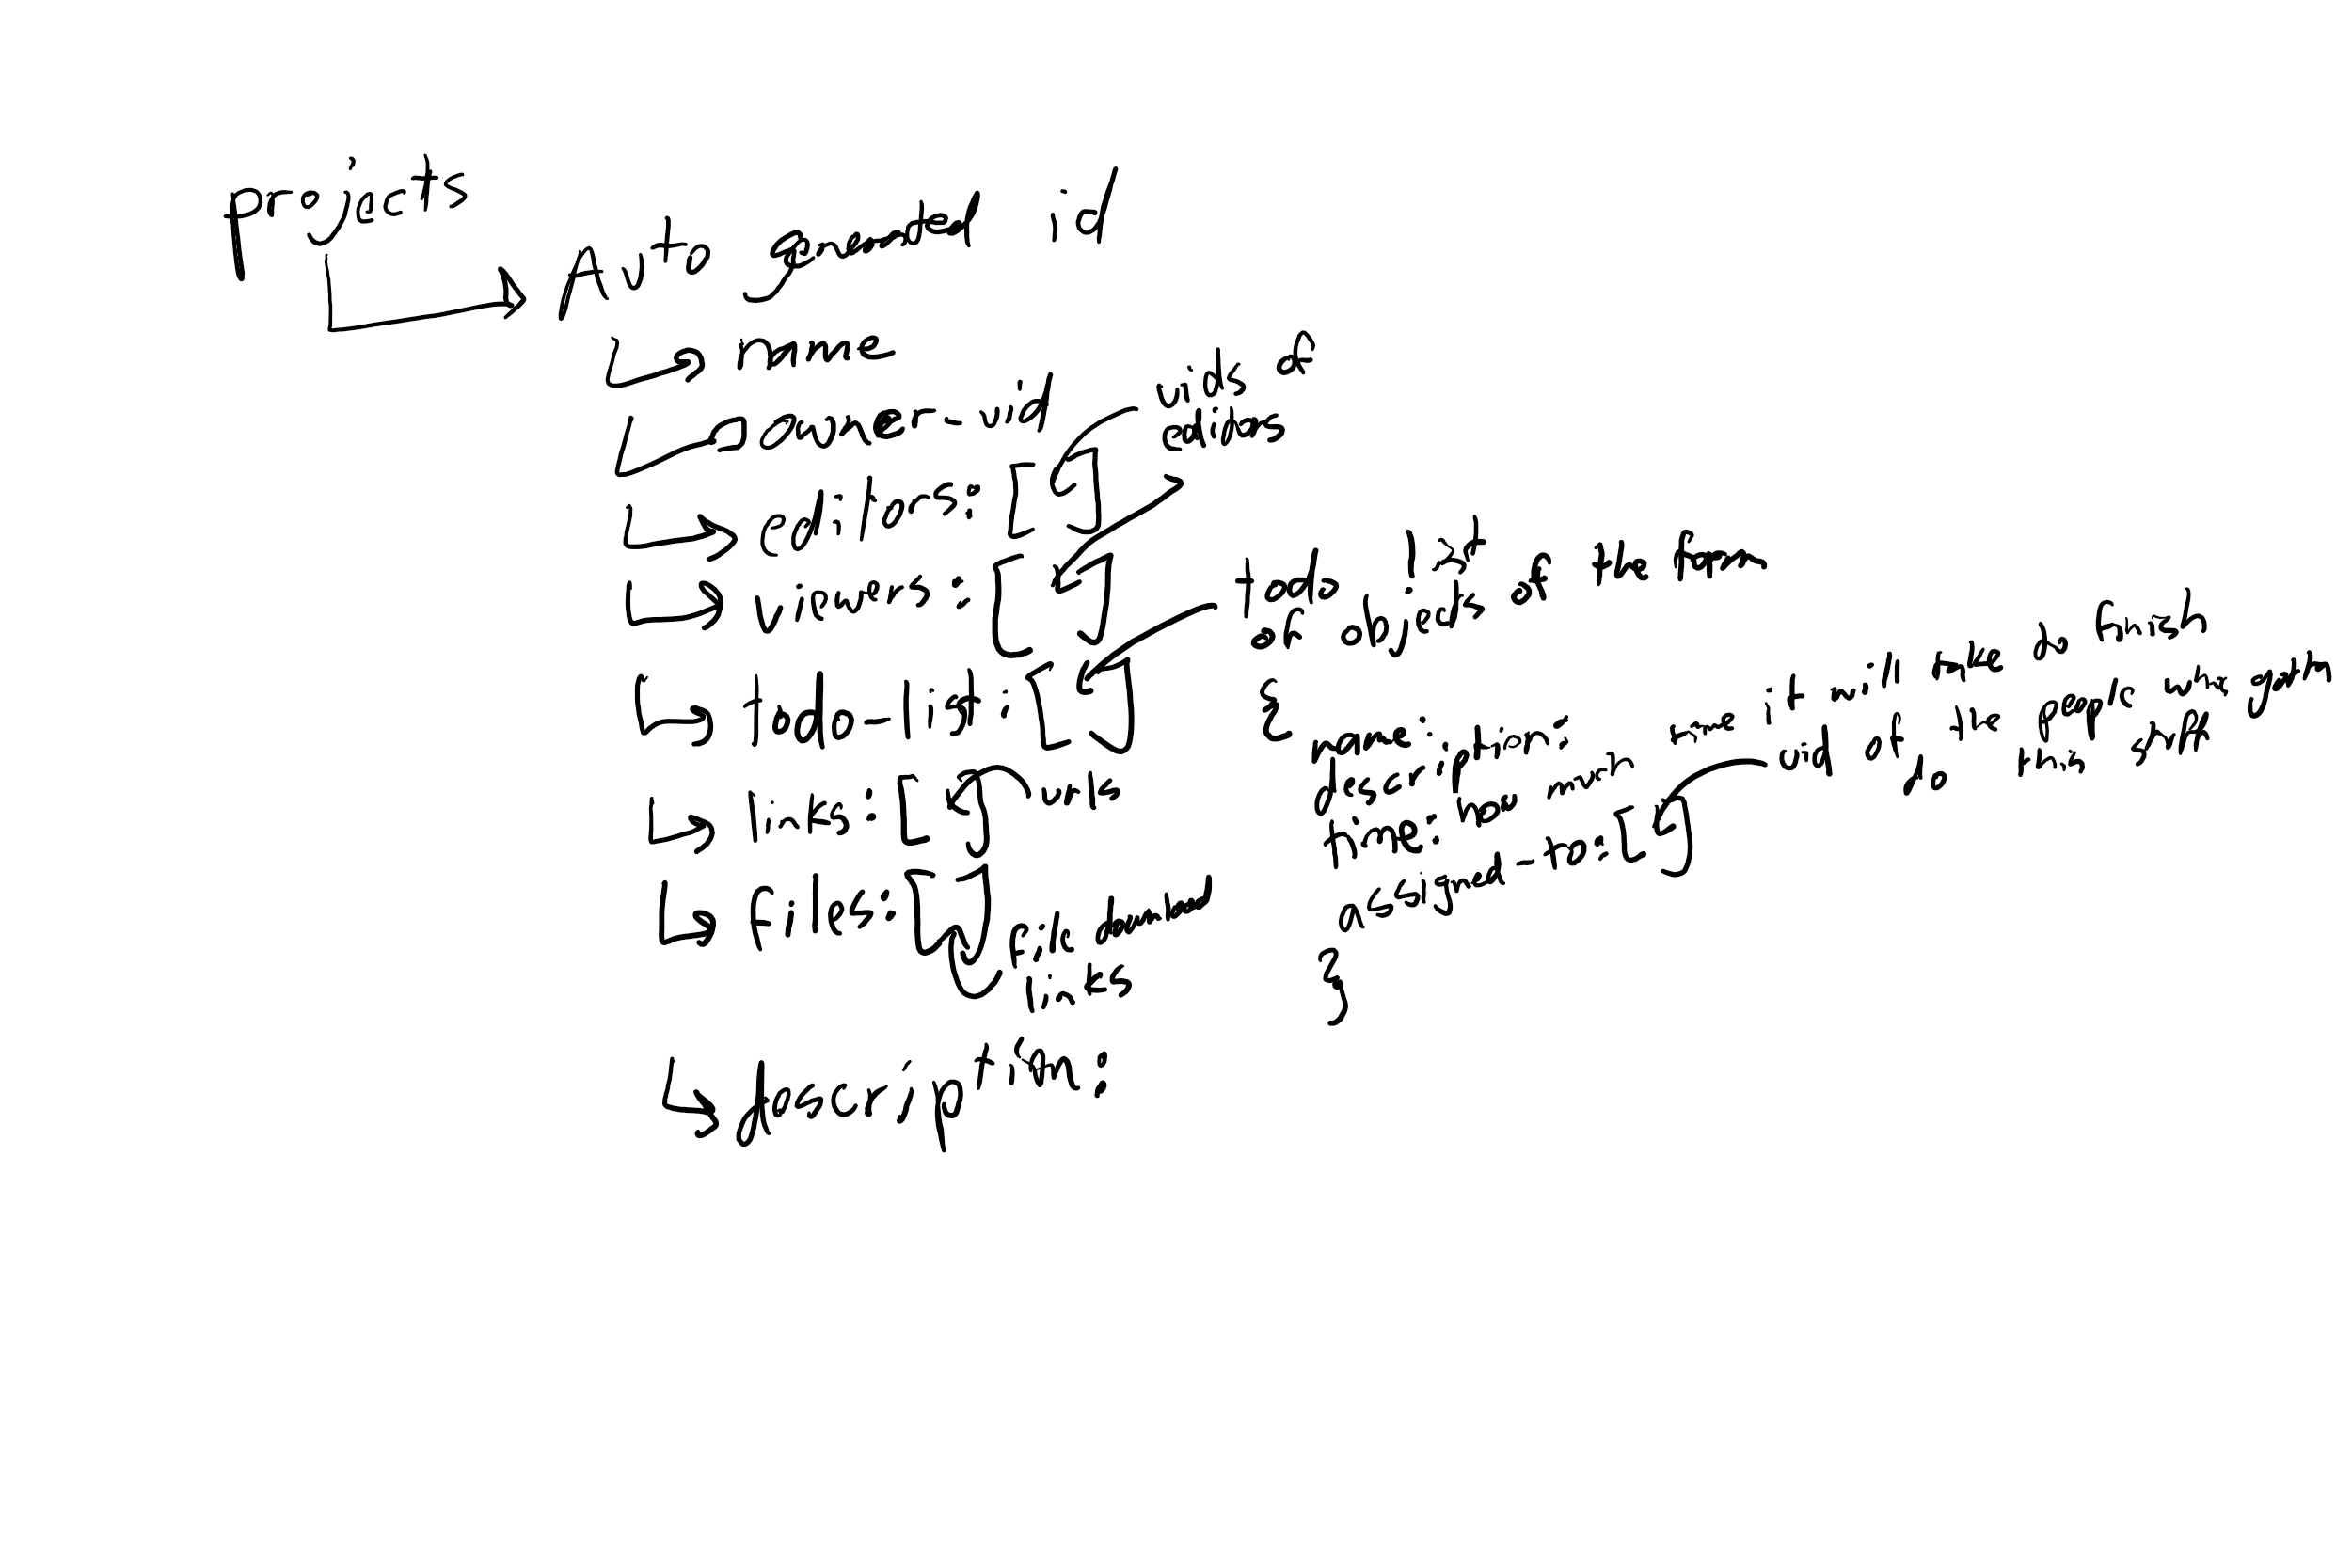 projects
Auto generated id
name
owner-uid
editors: []
uids of
editors
viewers: []
todo-list: []
todo list
of objects of the form
{
name:
description:
time: how much time it will take to finish
assigned-to: []
uid of the people who gotta
do this shit
}
links: []
urls
files: []
file download
links
description: